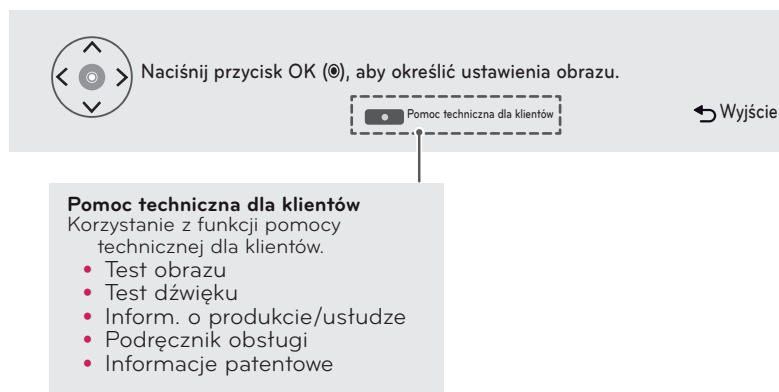 Naciśnij przycisk OK (◉), aby określić ustawienia obrazu.
Pomoc techniczna dla klientów
Wyjście
Pomoc techniczna dla klientów
Korzystanie z funkcji pomocy
technicznej dla klientów.
• Test obrazu
• Test dźwięku
• Inform. o produkcie/usłudze
• Podręcznik obsługi
• Informacje patentowe